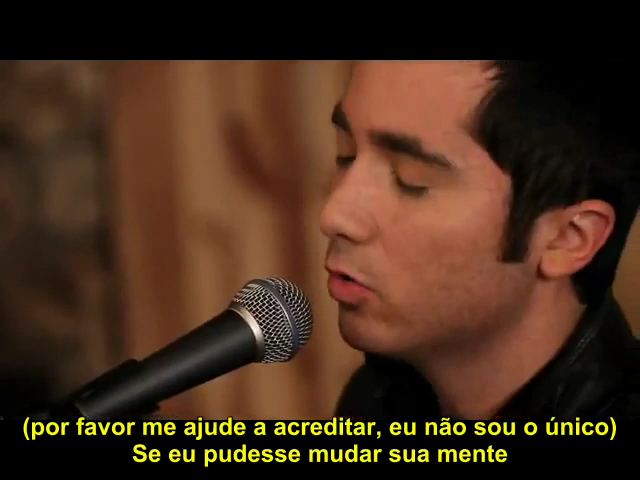 (por favor me ajude a acreditar, eu não sou o único)
Se eu pudesse mudar sua mente